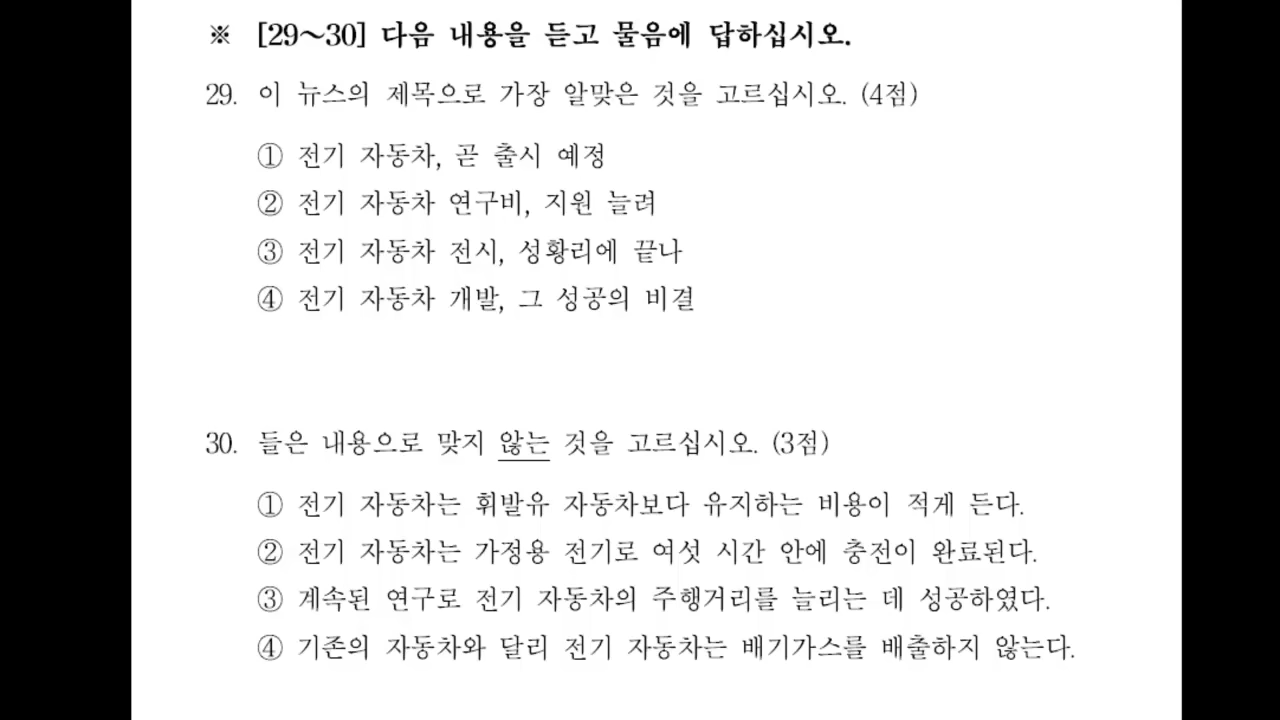 ※ [29～30] 다음 내용을 듣고 물음에 답하십시오.
29. 이 뉴스의 제목으로 가장 알맞은 것을 고르십시오. (4점)
① 전기 자동차, 곧 출시 예정
② 전기 자동차 연구비, 지원 늘려
③ 전기 자동차 전시, 성황리에 끝나
④ 전기 자동차 개발, 그 성공의 비결
30. 들은 내용으로 맞지 않는 것을 고르십시오. (3점)
① 전기 자동차는 휘발유 자동차보다 유지하는 비용이 적게 든다.
② 전기 자동차는 가정용 전기로 여섯 시간 안에 충전이 완료된다.
③ 계속된 연구로 전기 자동차의 주행거리를 늘리는 데 성공하였다.
④ 기존의 자동차와 달리 전기 자동차는 배기가스를 배출하지 않는다.